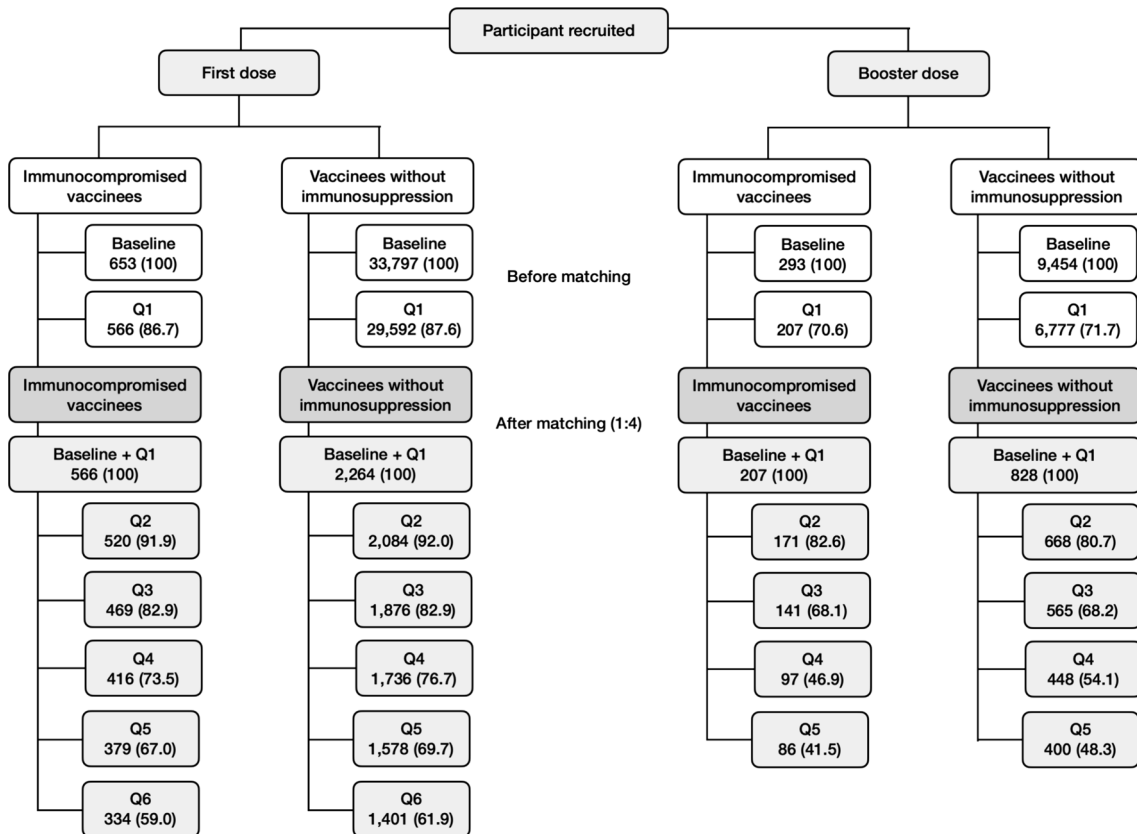 Participant recruited
First dose
Booster dose
Immunocompromised
vaccinees
Vaccinees without
immunosuppression
Immunocompromised
vaccinees
Vaccinees without
immunosuppression
Baseline
653 (100)
Baseline
33,797 (100)
Before matching
Baseline
293 (100)
Baseline
9,454 (100)
Q1
566 (86.7)
Q1
29,592 (87.6)
Q1
207 (70.6)
Q1
6,777 (71.7)
Immunocompromised
vaccinees
Vaccinees without
immunosuppression
After matching (1:4)
Immunocompromised
vaccinees
Vaccinees without
immunosuppression
Baseline + Q1
566 (100)
Baseline + Q1
2,264 (100)
Baseline + Q1
207 (100)
Baseline + Q1
828 (100)
Q2
520 (91.9)
Q2
2,084 (92.0)
Q2
171 (82.6)
Q2
668 (80.7)
Q3
469 (82.9)
Q3
1,876 (82.9)
Q3
141 (68.1)
Q3
565 (68.2)
Q4
416 (73.5)
Q4
1,736 (76.7)
Q4
97 (46.9)
Q4
448 (54.1)
Q5
379 (67.0)
Q5
1,578 (69.7)
Q5
86 (41.5)
Q5
400 (48.3)
Q6
334 (59.0)
Q6
1,401 (61.9)